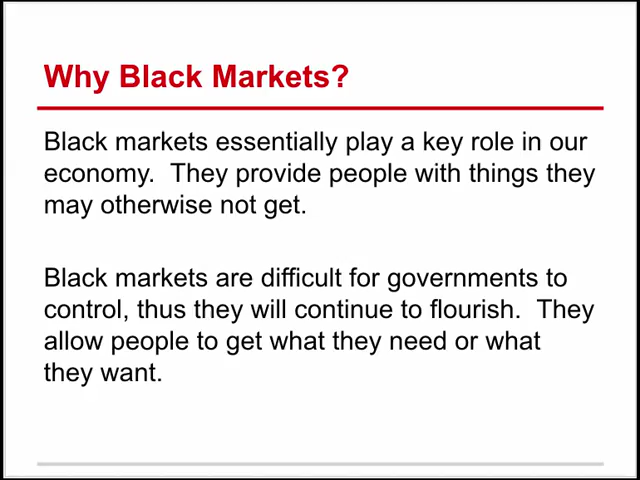 Why Black Markets?
Black markets essentially play a key role in our
economy.  They provide people with things they
may otherwise not get.
Black markets are difficult for governments to
control, thus they will continue to flourish.  They
allow people to get what they need or what
they want.